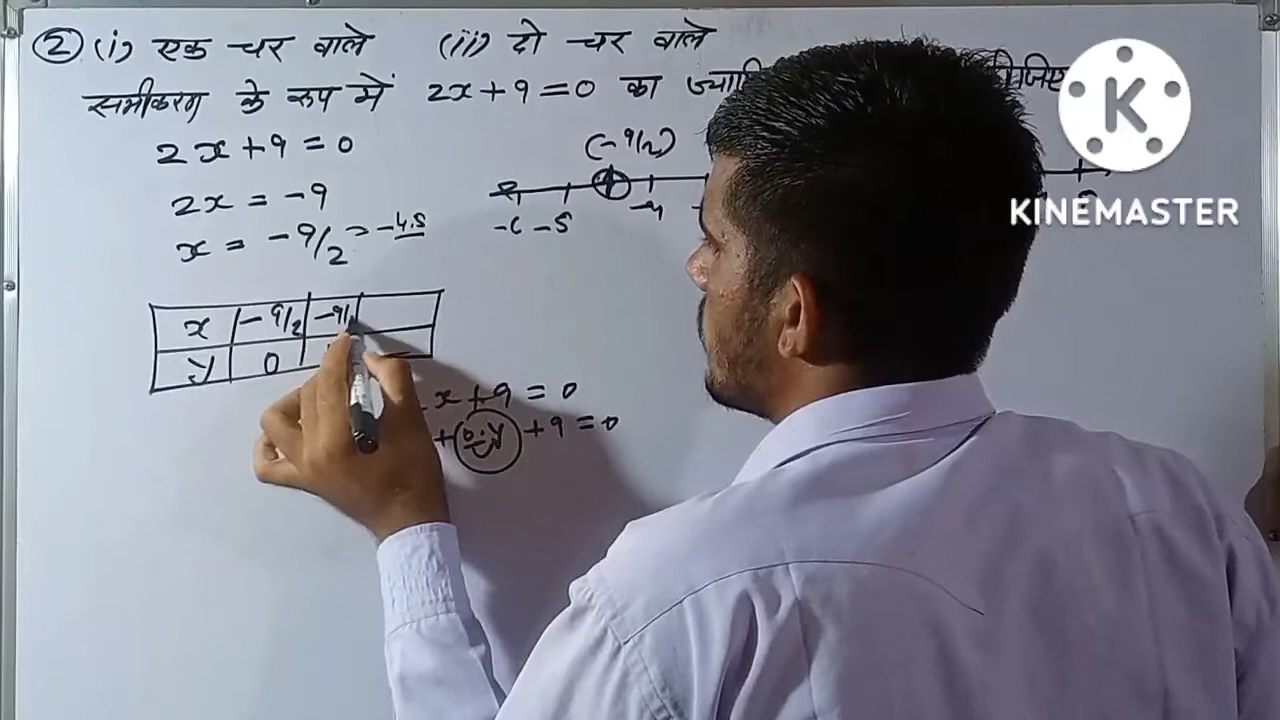 ② (i) एक चर वाले (ii) दो चर वाले
समीकरण के रूप में 2x+9=0 का
2x+9=0
2x = -9
x = -9/2 = -4.5
(-9/2)
-5 -4
x -9/2 -9/
y 0
x+9=0
+ 0.y +9=0
K
KINEMASTER